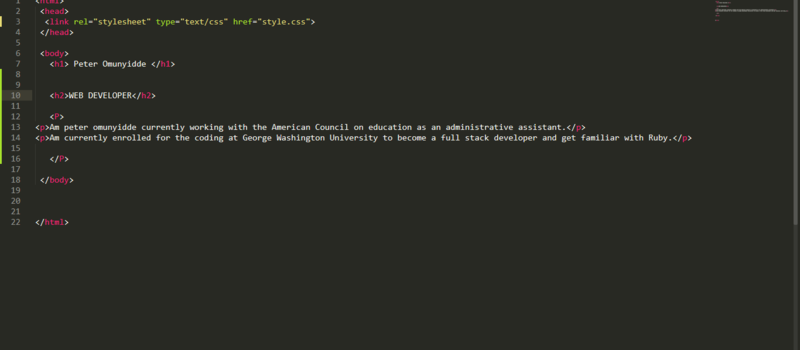 1 <html>
2 <head>
3 <link rel="stylesheet" type="text/css" href="style.css">
4 </head>
5
6 <body>
7 <h1> Peter Omunyidde </h1>
8
9
10 <h2>WEB DEVELOPER</h2>
11
12 <P>
13 <p>Am peter omunyidde currently working with the American Council on education as an administrative assistant.</p>
14 <p>Am currently enrolled for the coding at George Washington University to become a full stack developer and get familiar with Ruby.</p>
15
16 </P>
17
18 </body>
19
20
21
22 </html>